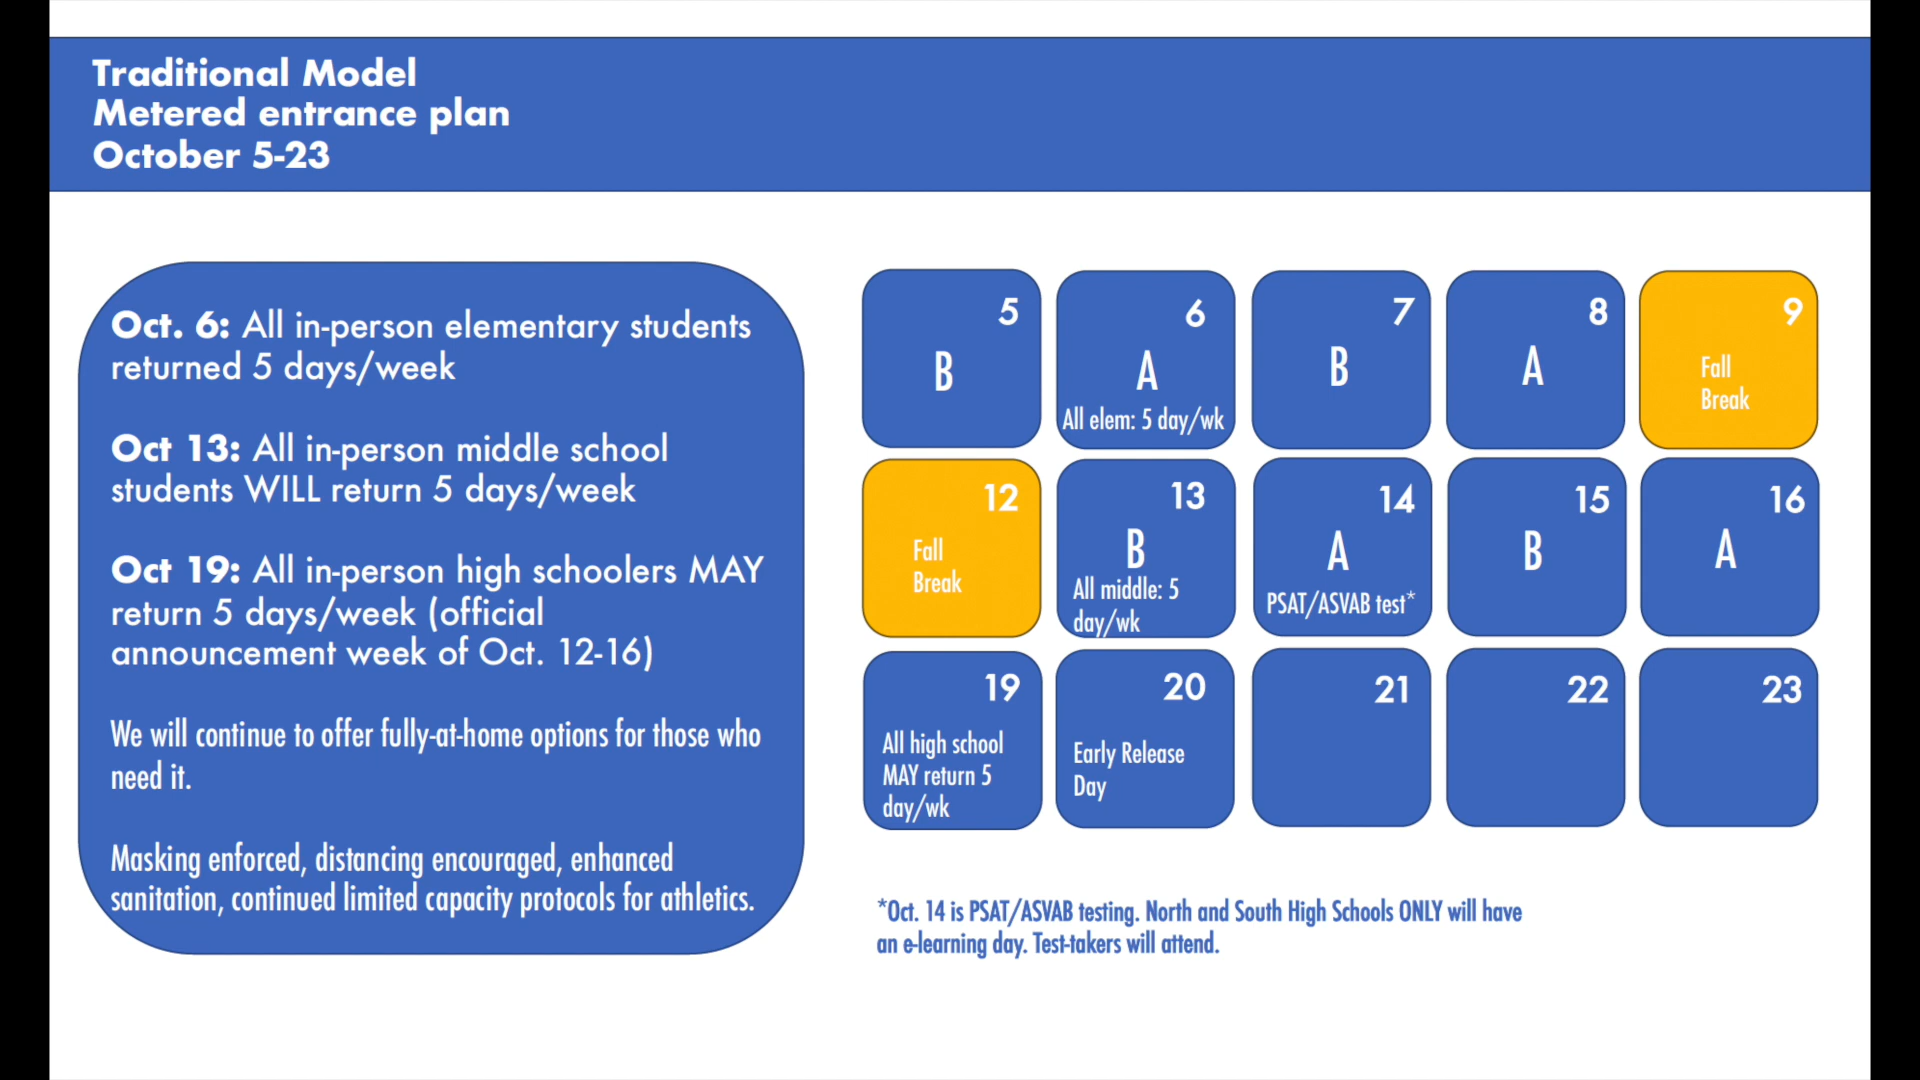 Traditional Model
Metered entrance plan
October 5-23
Oct. 6: All in-person elementary students
returned 5 days/week
Oct 13: All in-person middle school
students WILL return 5 days/week
Oct 19: All in-person high schoolers MAY
return 5 days/week (official
announcement week of Oct. 12-16)
We will continue to offer fully-at-home options for those who
need it.
Masking enforced, distancing encouraged, enhanced
sanitation, continued limited capacity protocols for athletics.
5
B
6
A
All elem: 5 day/wk
7
B
8
A
9
Fall
Break
12
Fall
Break
13
B
All middle: 5
day/wk
14
A
PSAT/ASVAB test*
15
B
16
A
19
All high school
MAY return 5
day/wk
20
Early Release
Day
21
22
23
*Oct. 14 is PSAT/ASVAB testing. North and South High Schools ONLY will have
an e-learning day. Test-takers will attend.